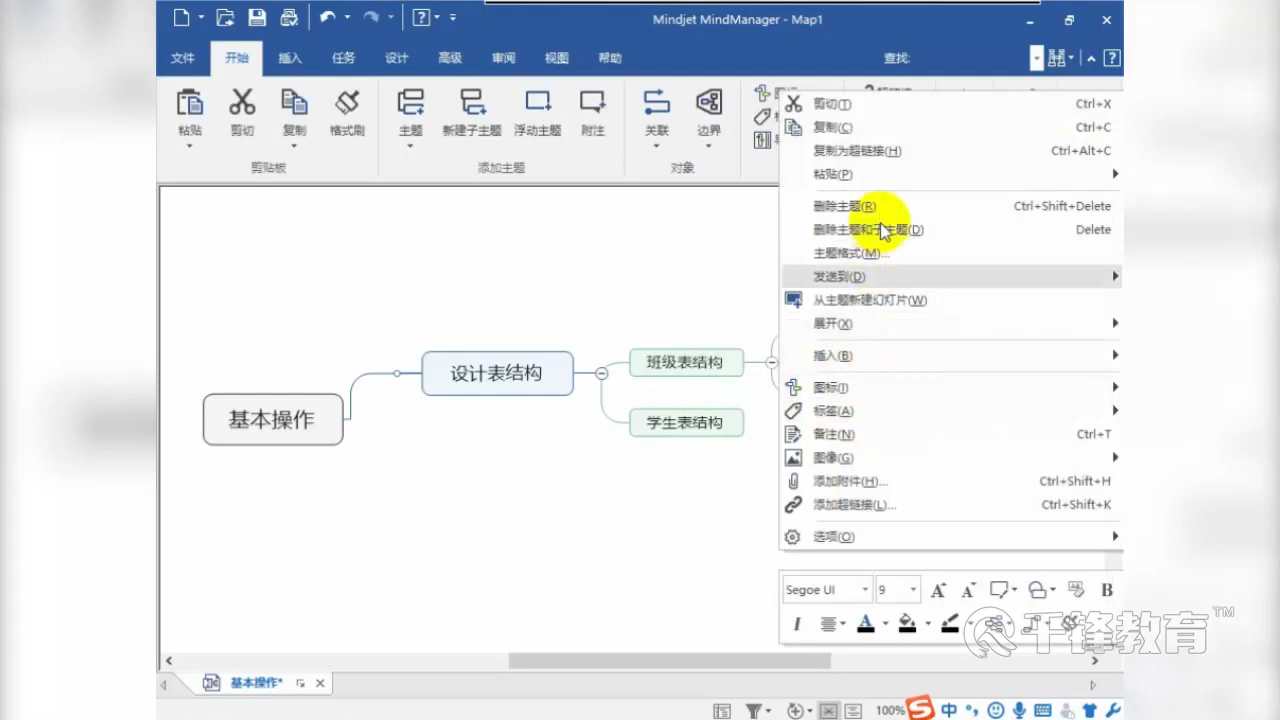 Mindjet MindManager - Map1
文件 开始 插入 任务 设计 高级 审阅 视图 帮助 查找:
粘贴 剪切 复制 格式刷 主题 新建子主题 浮动主题 附注 关联 边界
剪贴板 添加主题 对象
剪切(T) Ctrl+X
复制(C) Ctrl+C
复制为超链接(H) Ctrl+Alt+C
粘贴(P)
删除主题(R) Ctrl+Shift+Delete
删除主题和子主题(D) Delete
主题格式(M)...
发送到(D)
从主题新建幻灯片(W)
展开(X)
插入(B)
图标(I)
标签(A)
备注(N) Ctrl+T
图像(G)
添加附件(H)... Ctrl+Shift+H
添加超链接(L)... Ctrl+Shift+K
选项(O)
基本操作
设计表结构
班级表结构
学生表结构
Segoe UI 9 A A B
I A
千锋教育 TM
基本操作*
100% 中